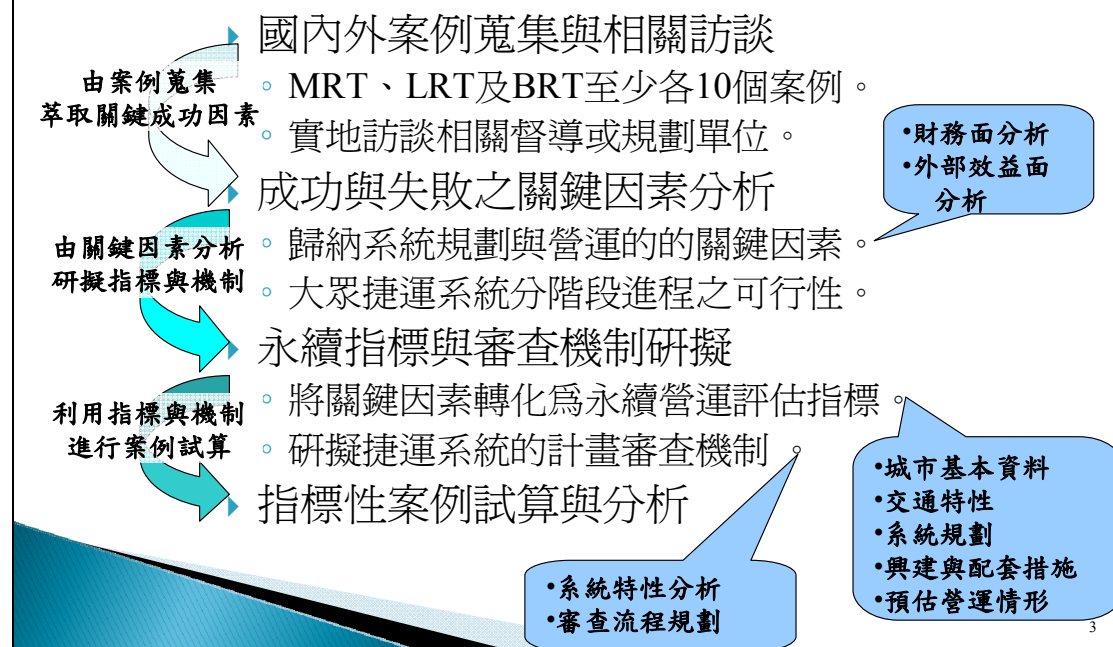 國內外案例蒐集與相關訪談
由案例蒐集
萃取關鍵成功因素
。MRT、LRT及BRT至少各10個案例。
。實地訪談相關督導或規劃單位。
•財務面分析
•外部效益面
分析
成功與失敗之關鍵因素分析
由關鍵因素分析
研擬指標與機制
。歸納系統規劃與營運的的關鍵因素。
。大眾捷運系統分階段進程之可行性。
永續指標與審查機制研擬
利用指標與機制
進行案例試算
。將關鍵因素轉化為永續營運評估指標。
。研擬捷運系統的計畫審查機制 。
•城市基本資料
•交通特性
•系統規劃
•興建與配套措施
•預估營運情形
指標性案例試算與分析
•系統特性分析
•審查流程規劃
3